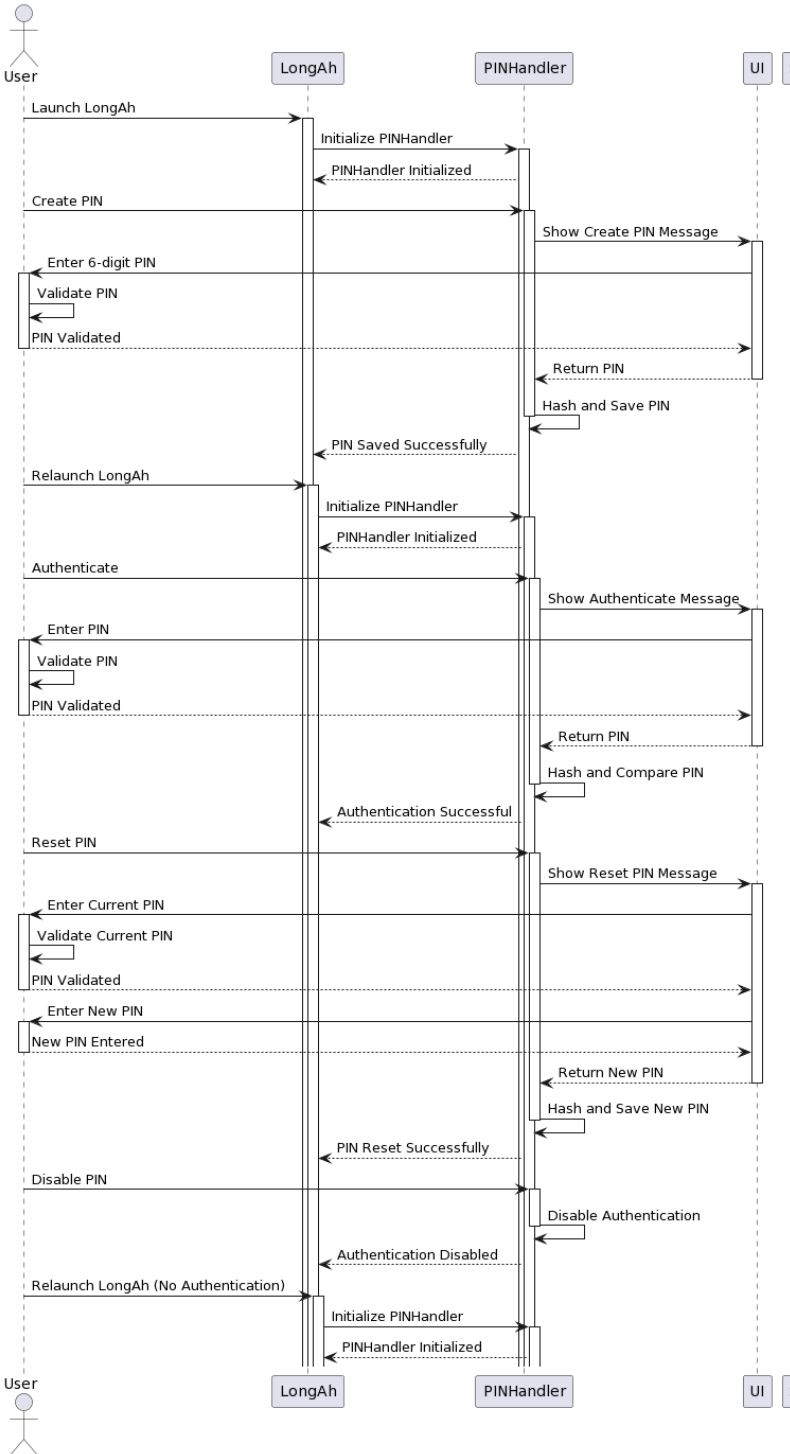 User
LongAh
PINHandler
UI
Launch LongAh
Initialize PINHandler
PINHandler Initialized
Create PIN
Show Create PIN Message
Enter 6-digit PIN
Validate PIN
PIN Validated
Return PIN
Hash and Save PIN
PIN Saved Successfully
Relaunch LongAh
Initialize PINHandler
PINHandler Initialized
Authenticate
Show Authenticate Message
Enter PIN
Validate PIN
PIN Validated
Return PIN
Hash and Compare PIN
Authentication Successful
Reset PIN
Show Reset PIN Message
Enter Current PIN
Validate Current PIN
PIN Validated
Enter New PIN
New PIN Entered
Return New PIN
Hash and Save New PIN
PIN Reset Successfully
Disable PIN
Disable Authentication
Authentication Disabled
Relaunch LongAh (No Authentication)
Initialize PINHandler
PINHandler Initialized
User
LongAh
PINHandler
UI